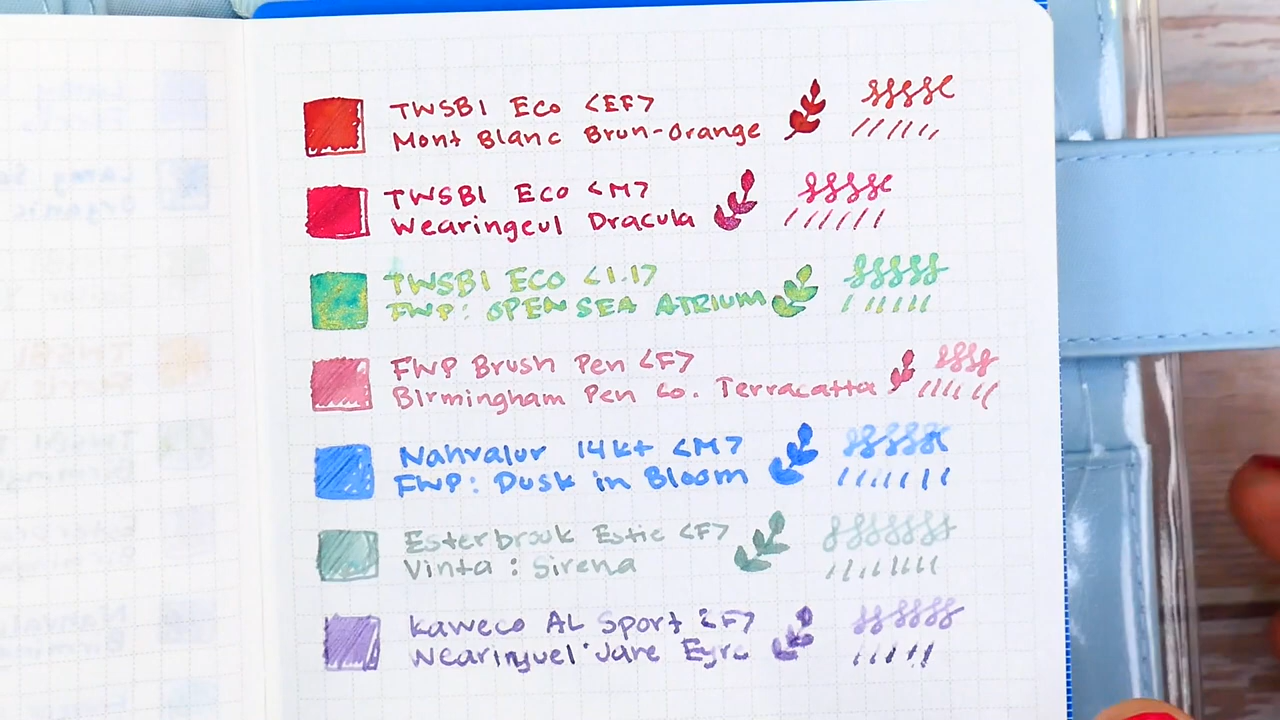 TWSBI Eco <EF>
Mont Blanc Brun-Orange
TWSBI Eco <M>
Wearingeul Dracula
TWSBI ECO <1.1>
FWP: OPEN SEA ATRIUM
FWP Brush Pen <F>
Birmingham Pen Co. Terracatta
Nahvalur 14kt <M>
FWP: Dusk in Bloom
Esterbrook Estie <F>
Vinta: Sirena
Kaweco AL Sport <F>
Wearinguel Jane Eyre